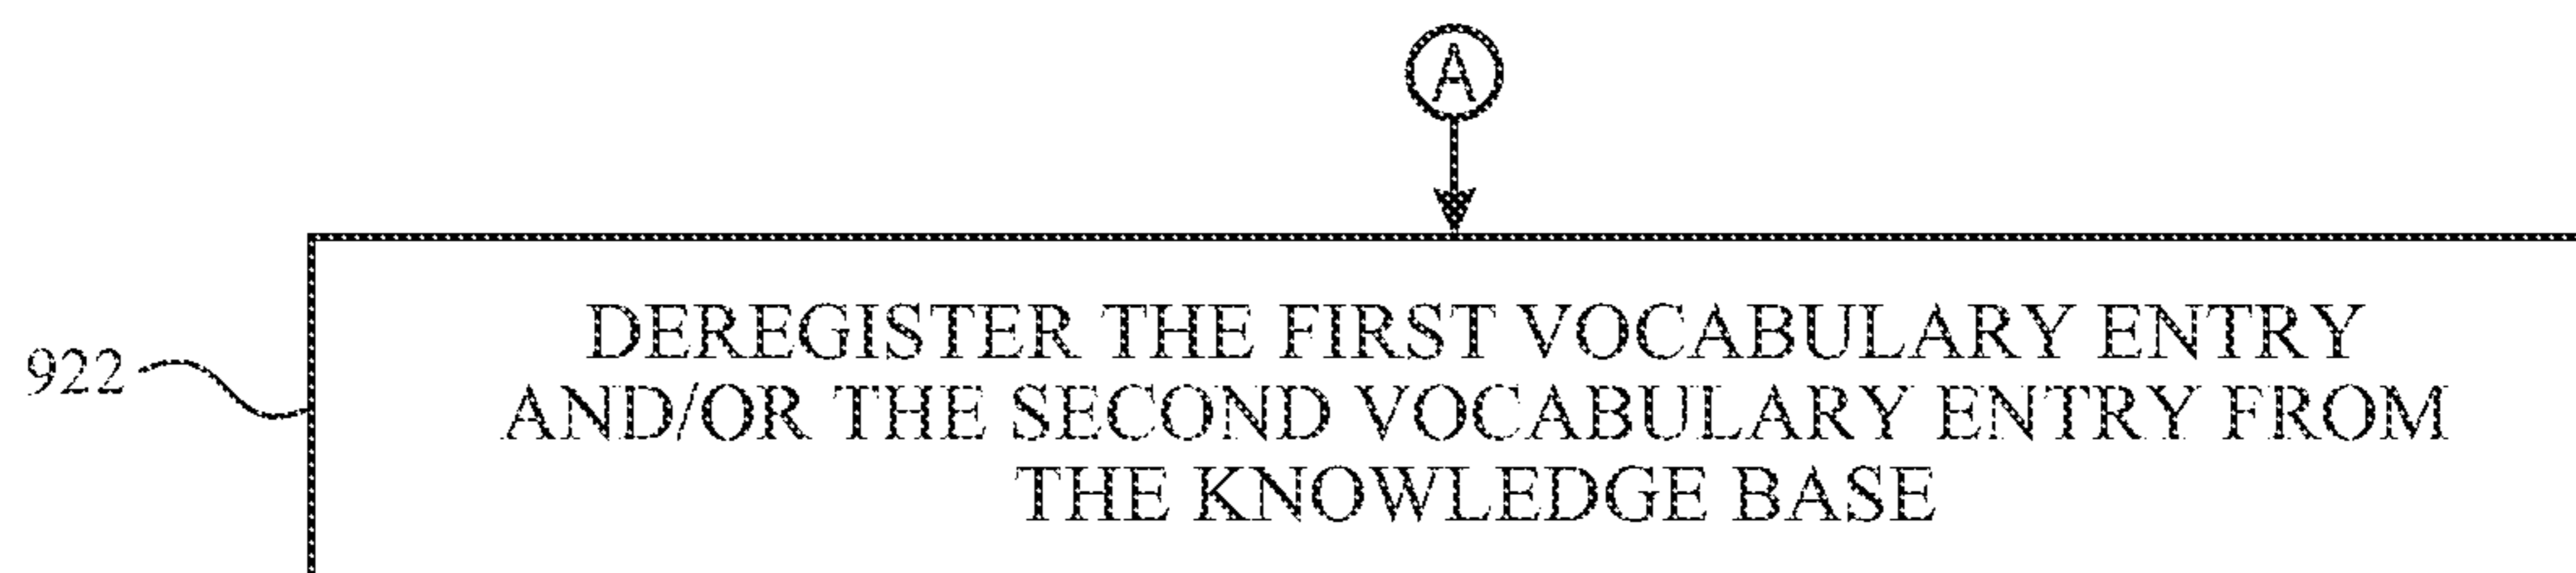 A
DEREGISTER THE FIRST VOCABULARY ENTRY
922
AND/OR THE SECOND VOCABULARY ENTRY FROM
THE KNOWLEDGE BASE